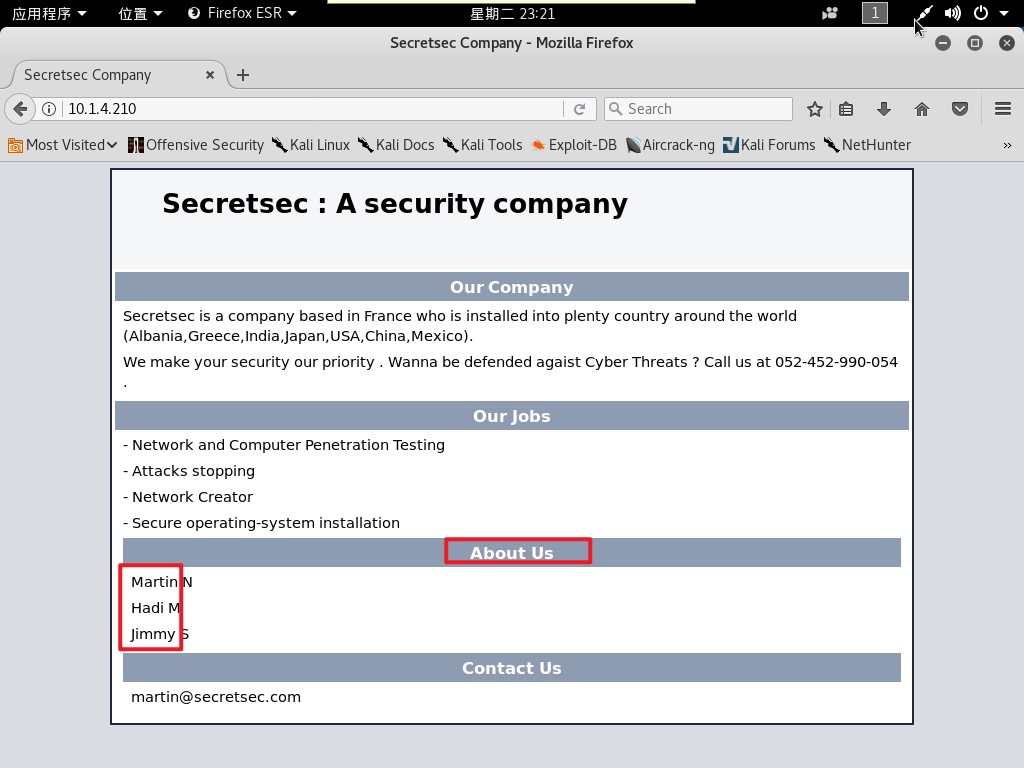 应用程序 位置 Firefox ESR 星期二 23:21 1
Secretsec Company - Mozilla Firefox
Secretsec Company
10.1.4.210 Search
Most Visited Offensive Security Kali Linux Kali Docs Kali Tools Exploit-DB Aircrack-ng Kali Forums NetHunter »
Secretsec : A security company
Our Company
Secretsec is a company based in France who is installed into plenty country around the world
(Albania,Greece,India,Japan,USA,China,Mexico).
We make your security our priority . Wanna be defended agaist Cyber Threats ? Call us at 052-452-990-054
.
Our Jobs
- Network and Computer Penetration Testing
- Attacks stopping
- Network Creator
- Secure operating-system installation
About Us
Martin N
Hadi M
Jimmy S
Contact Us
martin@secretsec.com